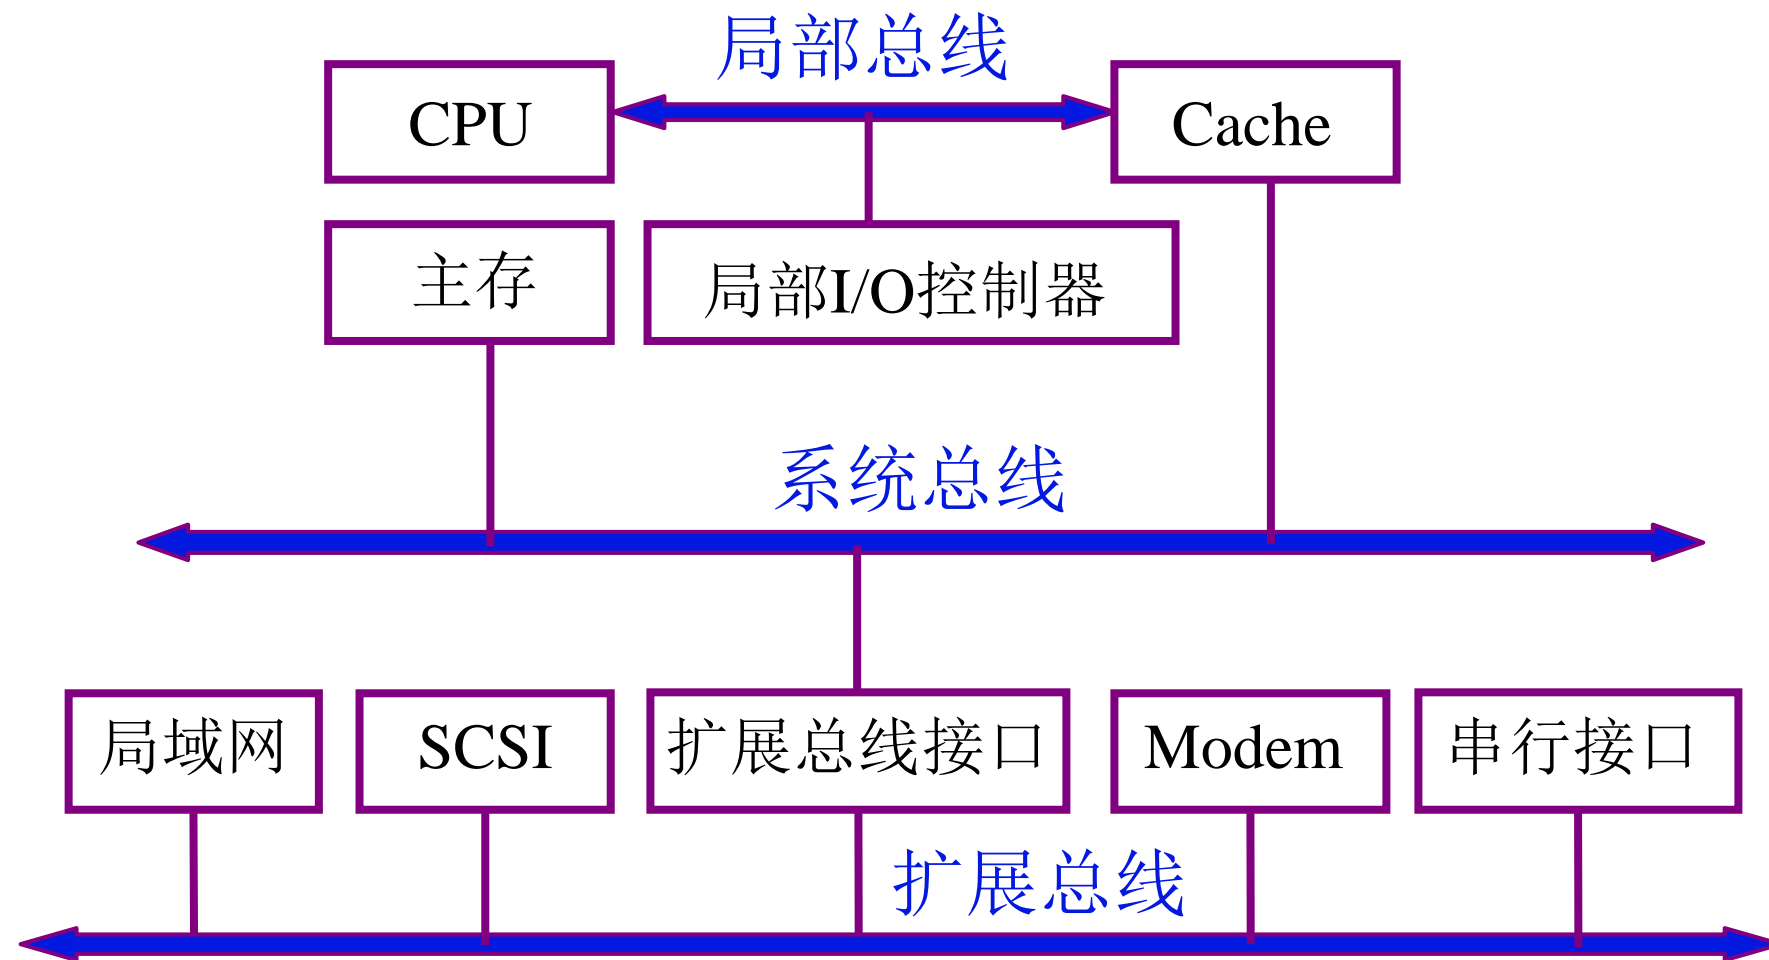 局部总线
CPU
Cache
主存
局部I/O控制器
系统总线
局域网
SCSI
扩展总线接口
Modem
串行接口
扩展总线